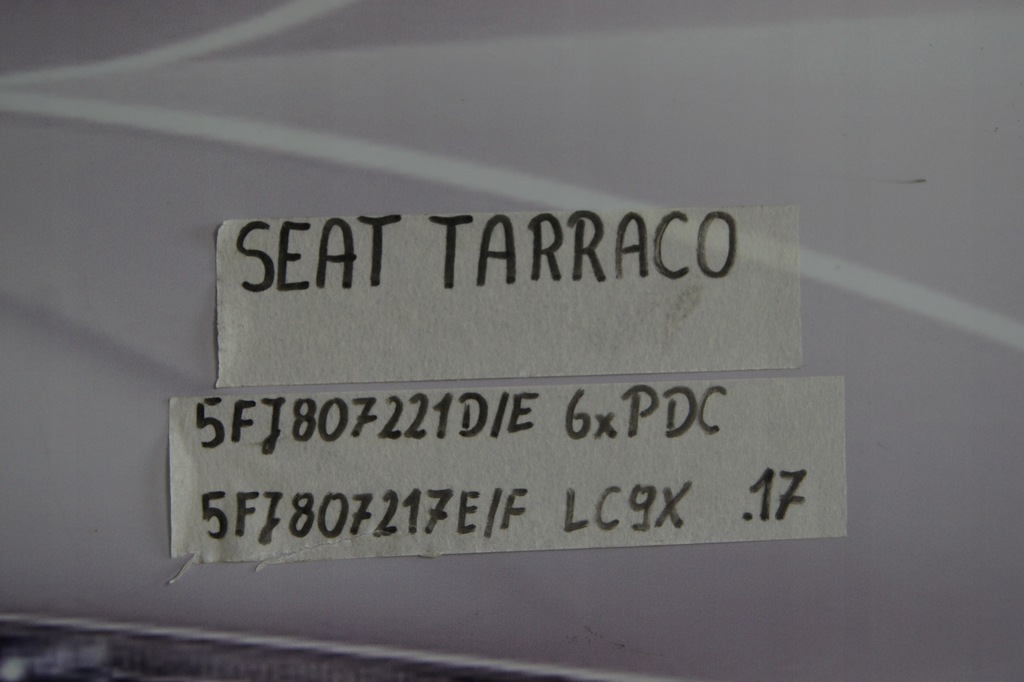 SEAT TARRACO
5FJ807221D/E 6xPDC
5FJ807217E/F LC9X .17